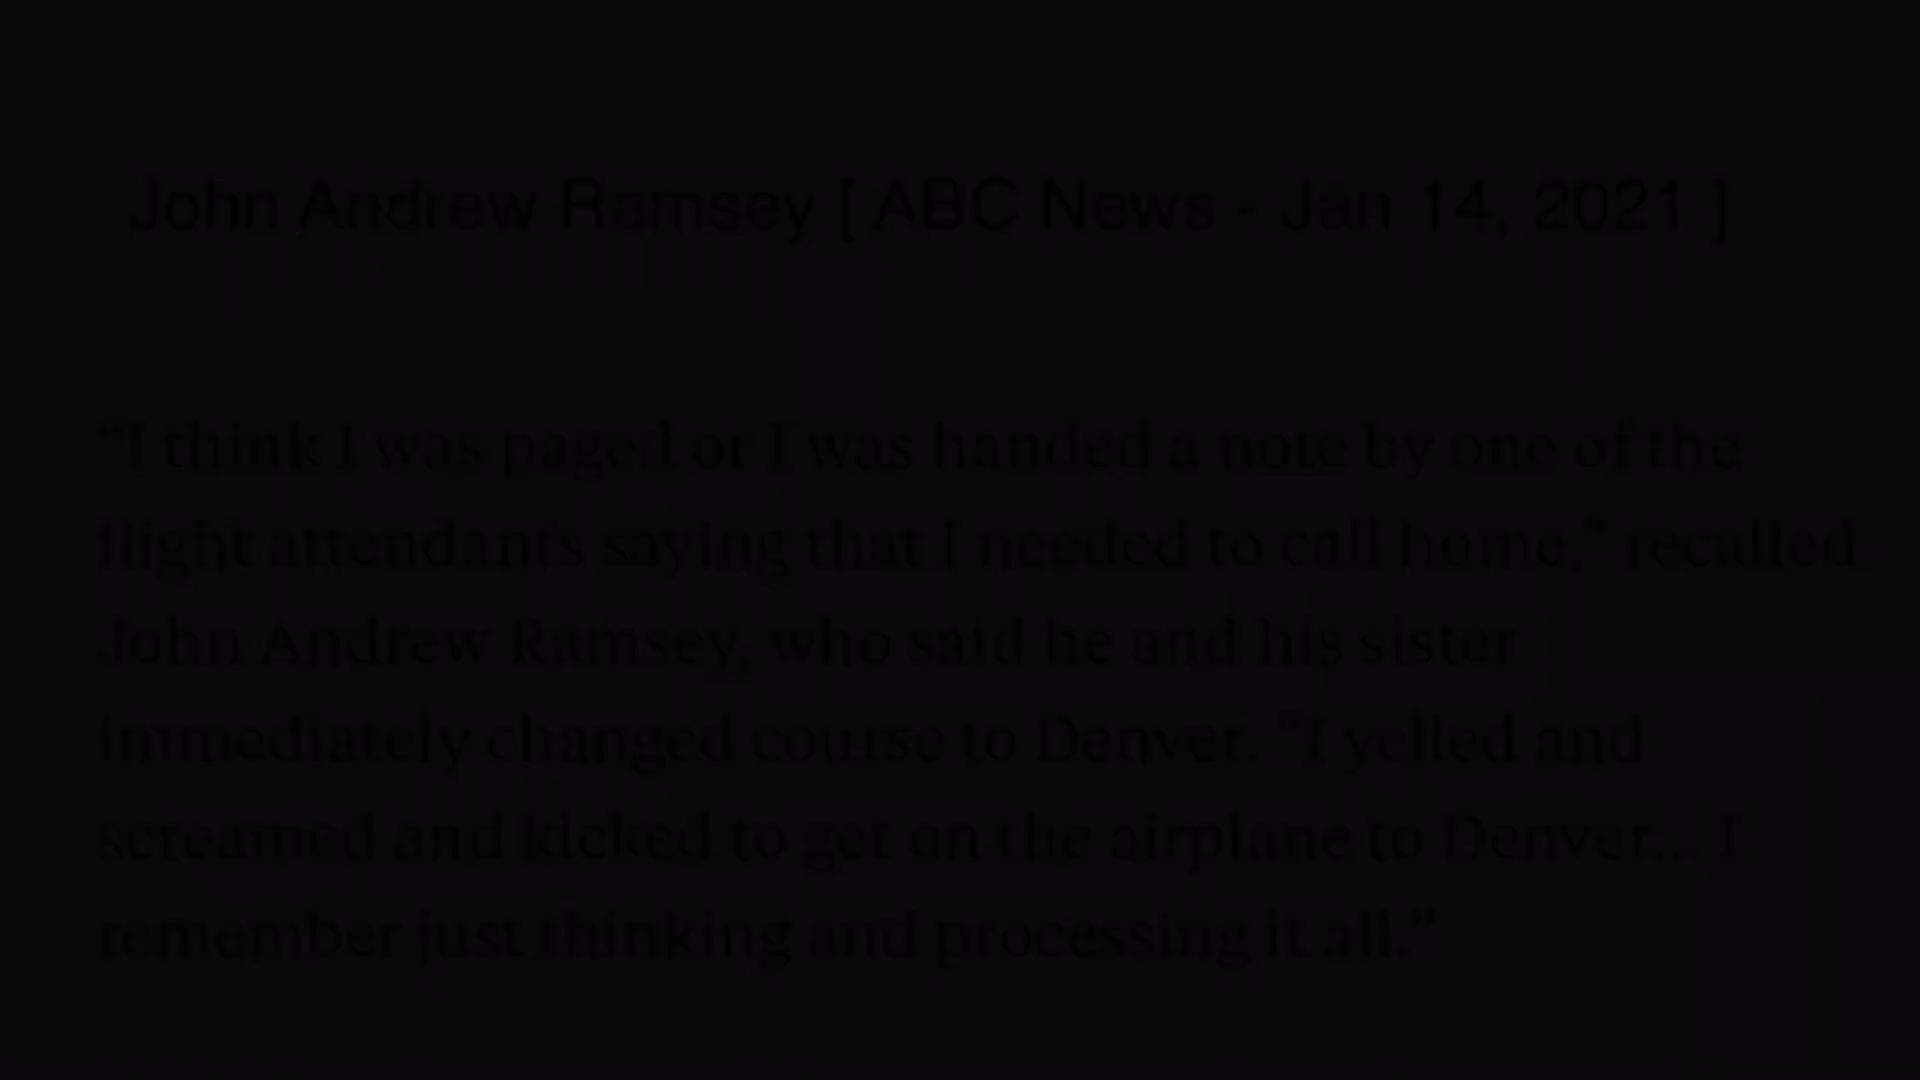 John Andrew Ramsey [ ABC News - Jan 14, 2021 ]
"I think I was paged or I was handed a note by one of the
flight attendants saying that I needed to call home," recalled
John Andrew Ramsey, who said he and his sister
immediately changed course to Denver. "I yelled and
screamed and kicked to get on the airplane to Denver... I
remember just thinking and processing it all."